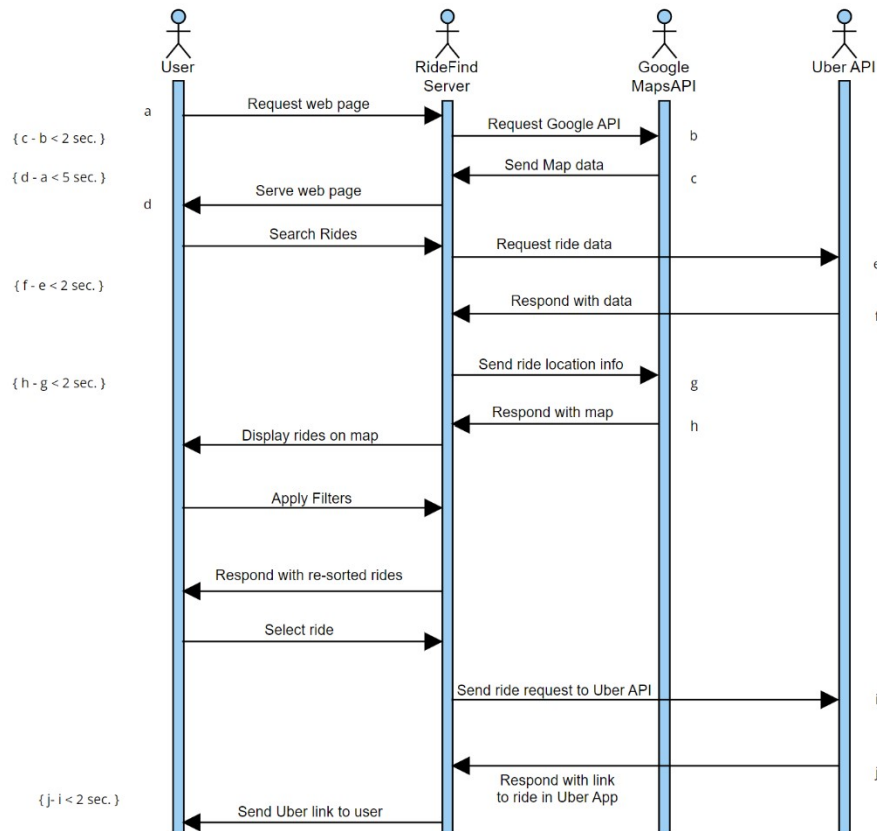 User
RideFind
Server
Google
MapsAPI
Uber API
a
Request web page
{ c - b < 2 sec. }
Request Google API
b
{ d - a < 5 sec. }
Send Map data
c
d
Serve web page
Search Rides
Request ride data
e
{ f - e < 2 sec. }
Respond with data
f
{ h - g < 2 sec. }
Send ride location info
g
Respond with map
h
Display rides on map
Apply Filters
Respond with re-sorted rides
Select ride
Send ride request to Uber API
i
j
Respond with link
to ride in Uber App
{ j- i < 2 sec. }
Send Uber link to user